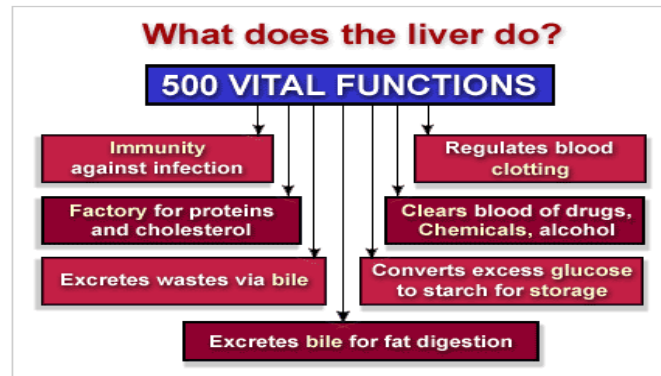 What does the liver do?
500 VITAL FUNCTIONS
Immunity
against infection
Regulates blood
clotting
Factory for proteins
and cholesterol
Clears blood of drugs,
Chemicals, alcohol
Excretes wastes via bile
Converts excess glucose
to starch for storage
Excretes bile for fat digestion